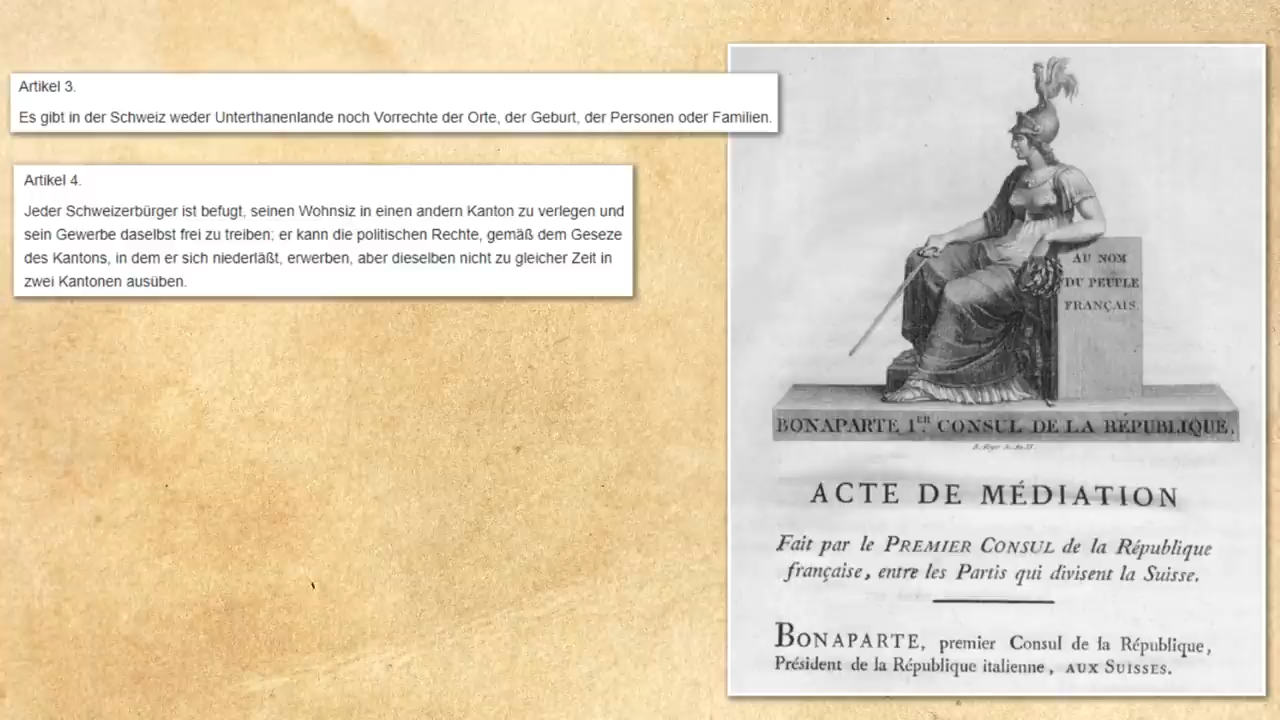 Artikel 3.
Es gibt in der Schweiz weder Unterthanenlande noch Vorrechte der Orte, der Geburt, der Personen oder Familien.
Artikel 4.
Jeder Schweizerbürger ist befugt, seinen Wohnsiz in einen andern Kanton zu verlegen und
sein Gewerbe daselbst frei zu treiben; er kann die politischen Rechte, gemäß dem Geseze
des Kantons, in dem er sich niederläßt, erwerben, aber dieselben nicht zu gleicher Zeit in
zwei Kantonen ausüben.
AU NOM
DU PEUPLE
FRANÇAIS.
BONAPARTE, 1ER CONSUL DE LA RÉPUBLIQUE,
ACTE DE MÉDIATION
Fait par le PREMIER CONSUL de la République
française, entre les Partis qui divisent la Suisse.
BONAPARTE, premier Consul de la République,
Président de la République italienne, AUX SUISSES.